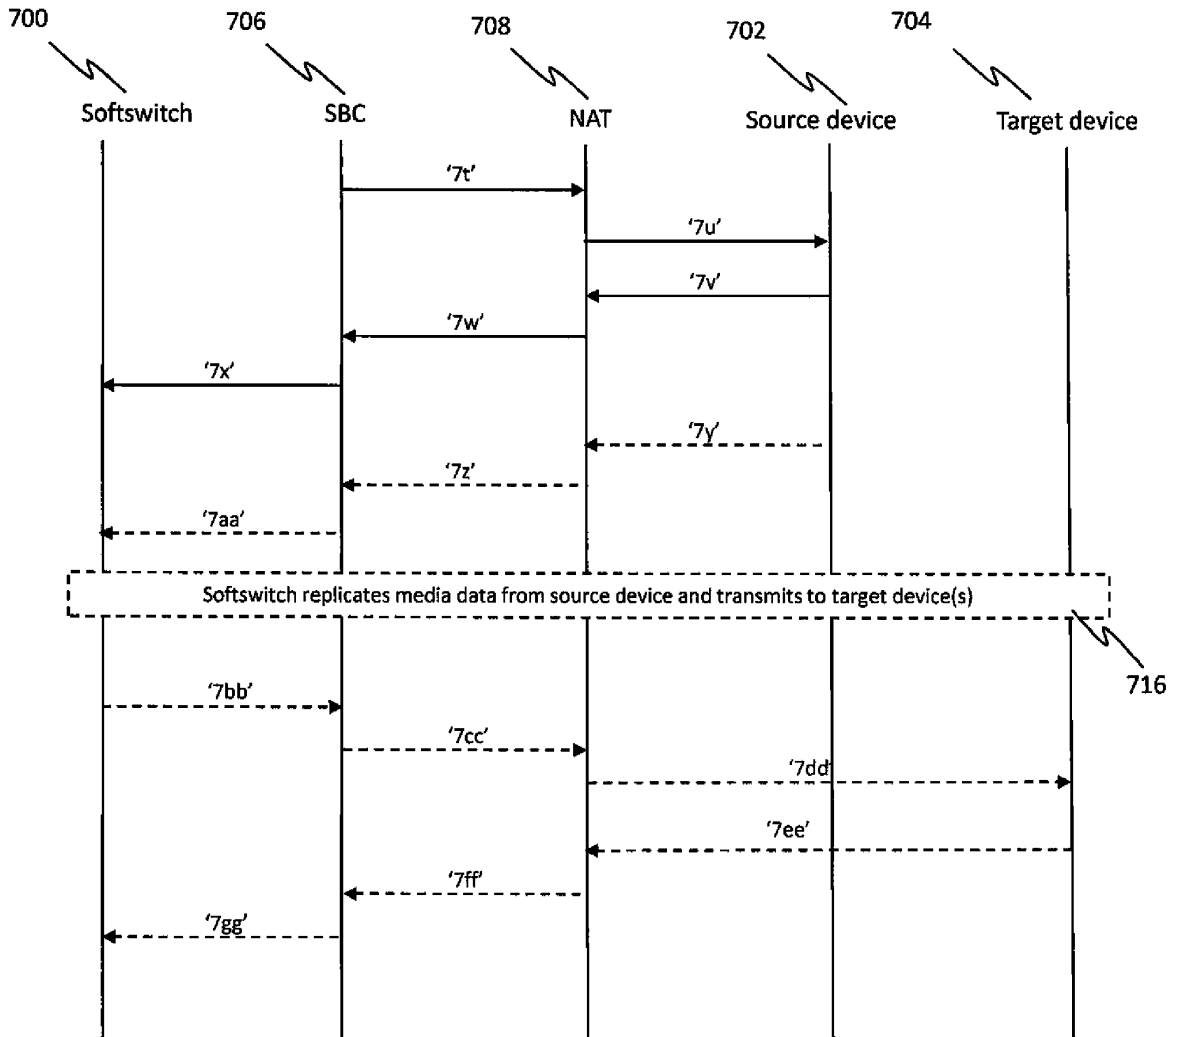 700
706
708
702
704
Softswitch
SBC
NAT
Source device
Target device
‘7t’
‘7u’
‘7v’
‘7w’
‘7x’
‘7y’
‘7z’
‘7aa’
Softswitch replicates media data from source device and transmits to target device(s)
716
‘7bb’
‘7cc’
‘7dd’
‘7ee’
‘7ff’
‘7gg’